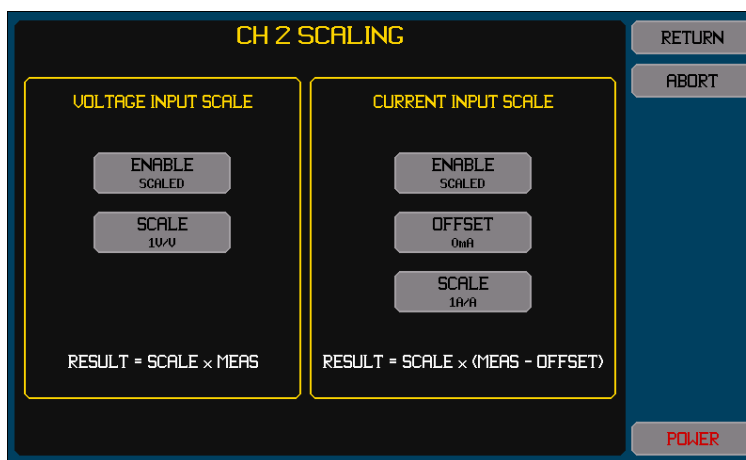 CH 2 SCALING
RETURN
ABORT
VOLTAGE INPUT SCALE
ENABLE
SCALED
SCALE
1V/V
RESULT = SCALE × MEAS
CURRENT INPUT SCALE
ENABLE
SCALED
OFFSET
0mA
SCALE
1A/A
RESULT = SCALE × (MEAS - OFFSET)
POWER